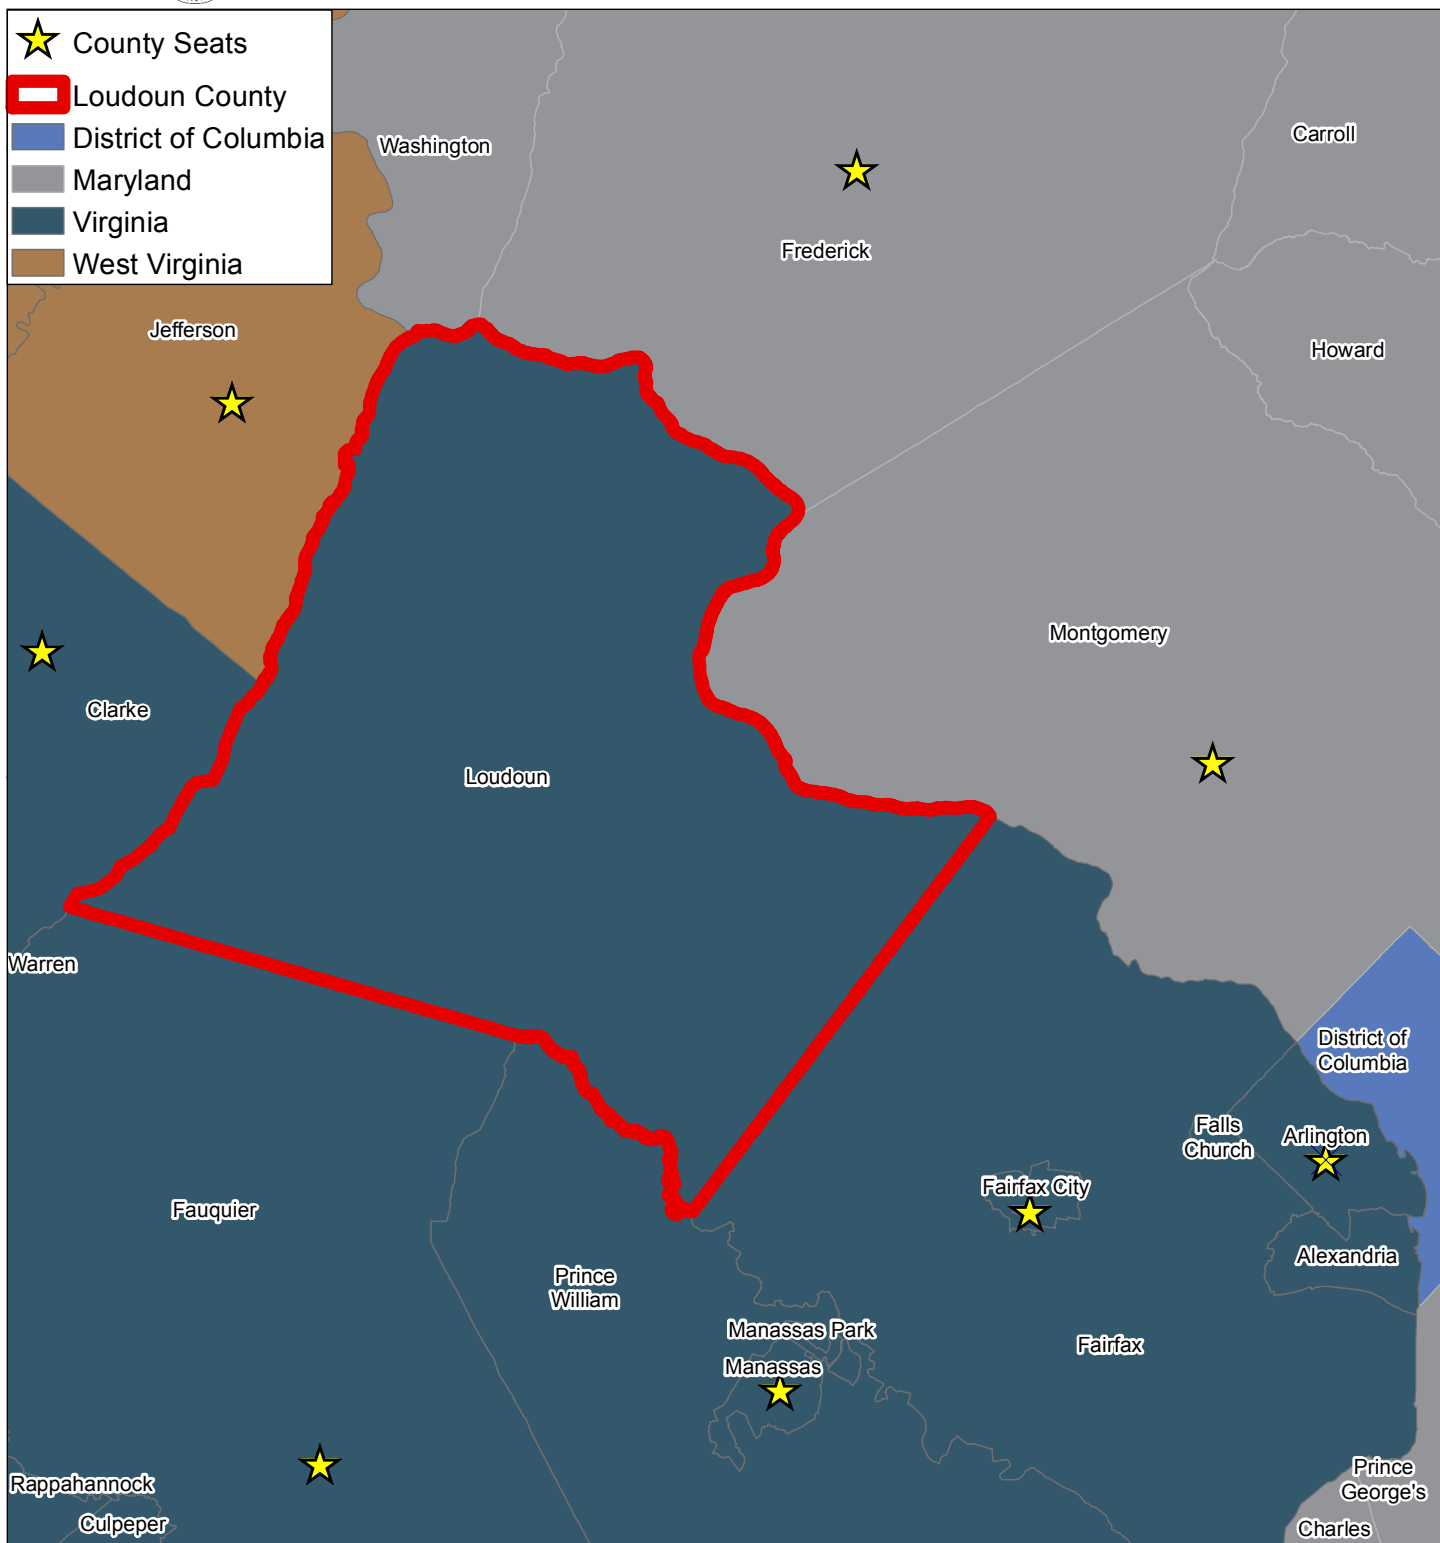 County Seats
Loudoun County
District of Columbia
Maryland
Virginia
West Virginia
Washington
Carroll
Frederick
Jefferson
Howard
Montgomery
Clarke
Loudoun
Warren
District of
Columbia
Falls
Church
Arlington
Fairfax City
Fauquier
Alexandria
Prince
William
Manassas Park
Fairfax
Manassas
Rappahannock
Prince
George's
Culpeper
Charles